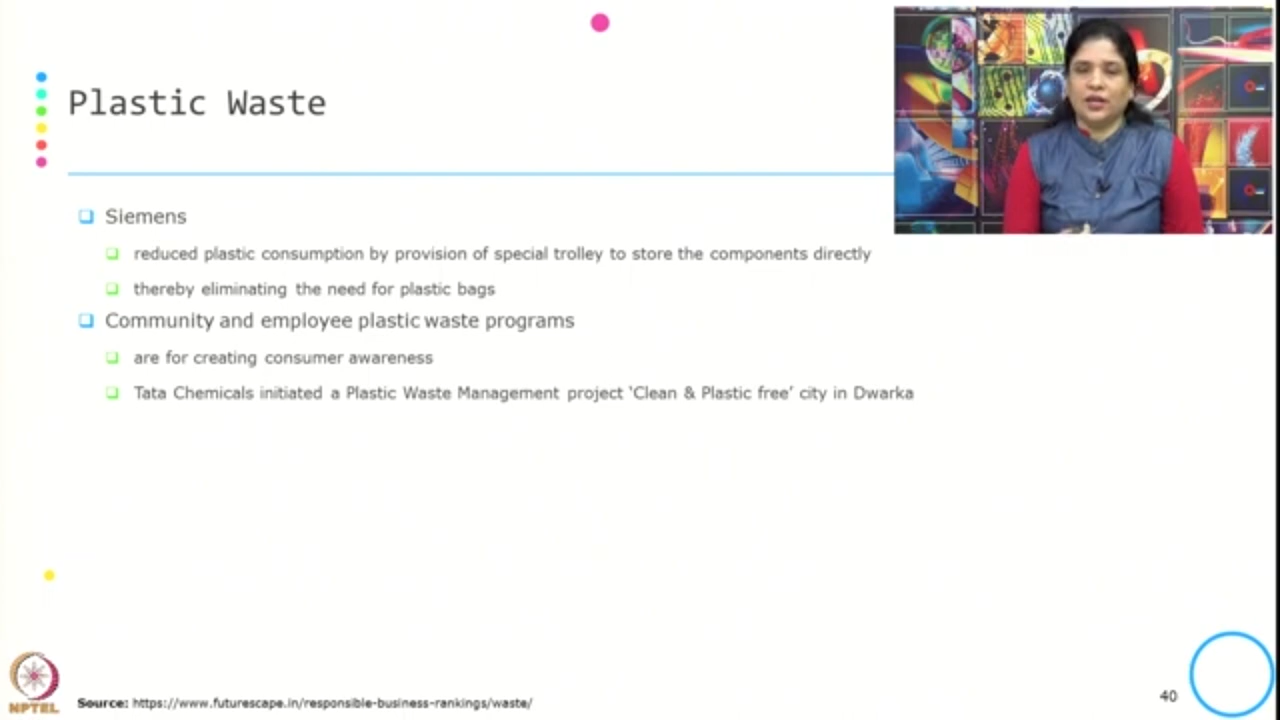 Plastic Waste
Siemens
reduced plastic consumption by provision of special trolley to store the components directly
thereby eliminating the need for plastic bags
Community and employee plastic waste programs
are for creating consumer awareness
Tata Chemicals initiated a Plastic Waste Management project ‘Clean & Plastic free’ city in Dwarka
NPTEL
Source: https://www.futurescape.in/responsible-business-rankings/waste/
40